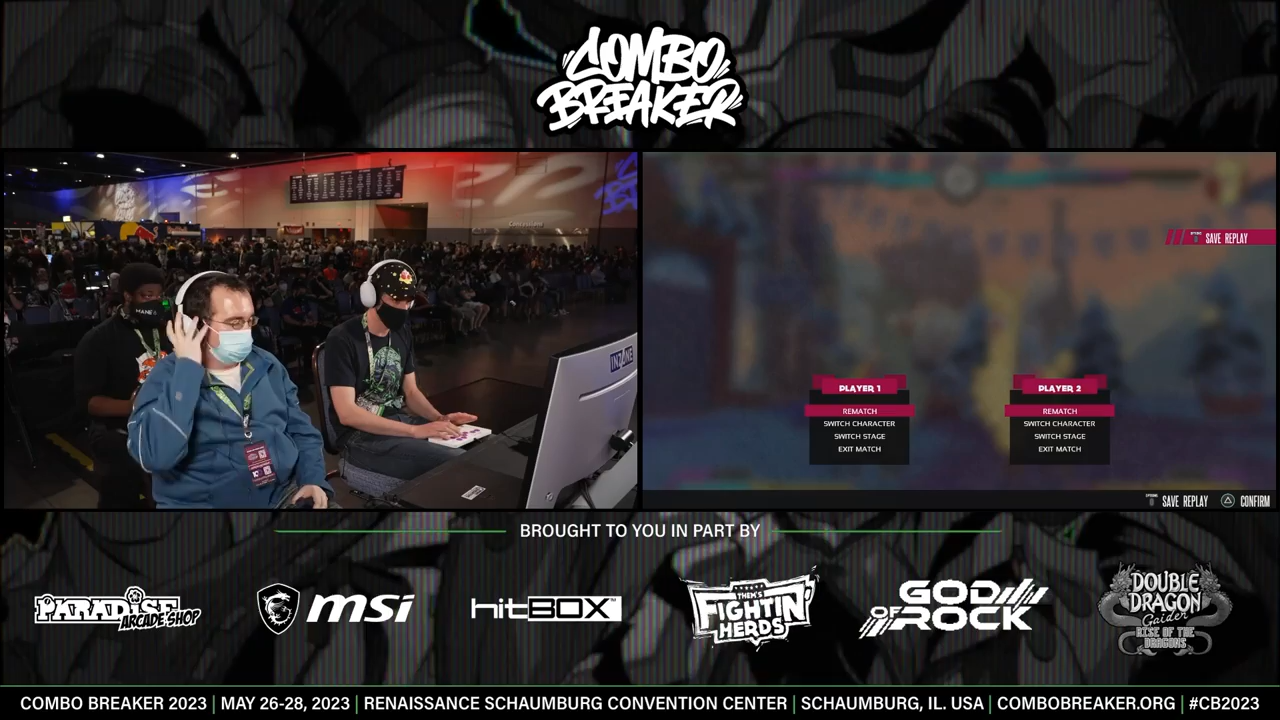 COMBO
BREAKER
Concessions
INZONE
SAVE REPLAY
PLAYER 1
REMATCH
SWITCH CHARACTER
SWITCH STAGE
EXIT MATCH
PLAYER 2
REMATCH
SWITCH CHARACTER
SWITCH STAGE
EXIT MATCH
SAVE REPLAY
CONFIRM
BROUGHT TO YOU IN PART BY
PARADISE
ARCADE SHOP
msi
hitBOX™
THEM'S
FIGHTIN'
HERDS
GOD
OF ROCK
DOUBLE
DRAGON
Gaiden
RISE OF THE
DRAGONS
COMBO BREAKER 2023 | MAY 26-28, 2023 | RENAISSANCE SCHAUMBURG CONVENTION CENTER | SCHAUMBURG, IL. USA | COMBOBREAKER.ORG | #CB2023